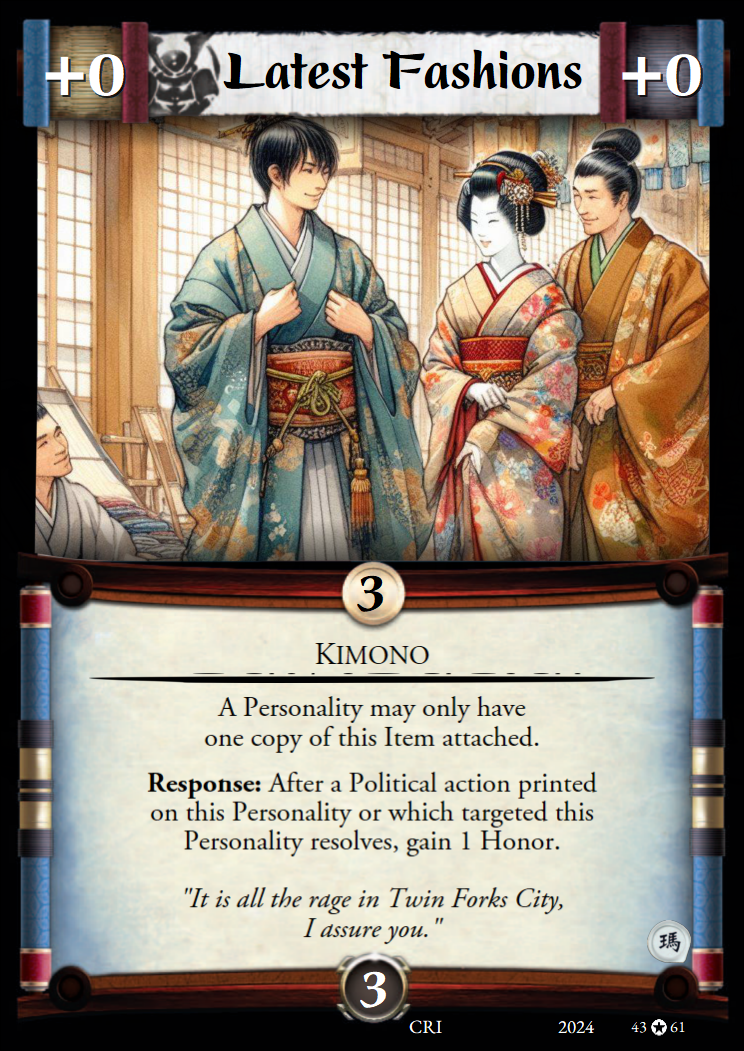 +0 Latest Fashions +0
3
Kimono
A Personality may only have
one copy of this Item attached.
Response: After a Political action printed
on this Personality or which targeted this
Personality resolves, gain 1 Honor.
"It is all the rage in Twin Forks City,
I assure you."
瑪
3
CRI 2024 43 61